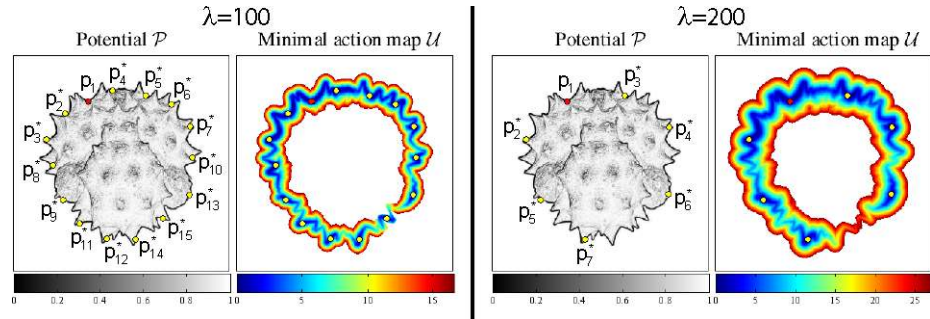 λ=100
Potential P
Minimal action map U
p₁
p₄*
p₅*
p₂*
p₆*
p₃*
p₇*
p₈*
p₁₀*
p₉*
p₁₃*
p₁₁*
p₁₅*
p₁₂*
p₁₄*
0 0.2 0.4 0.6 0.8 1
0 5 10 15
λ=200
Potential P
Minimal action map U
p₁
p₃*
p₂*
p₄*
p₅*
p₆*
p₇*
0 0.2 0.4 0.6 0.8 1
0 5 10 15 20 25